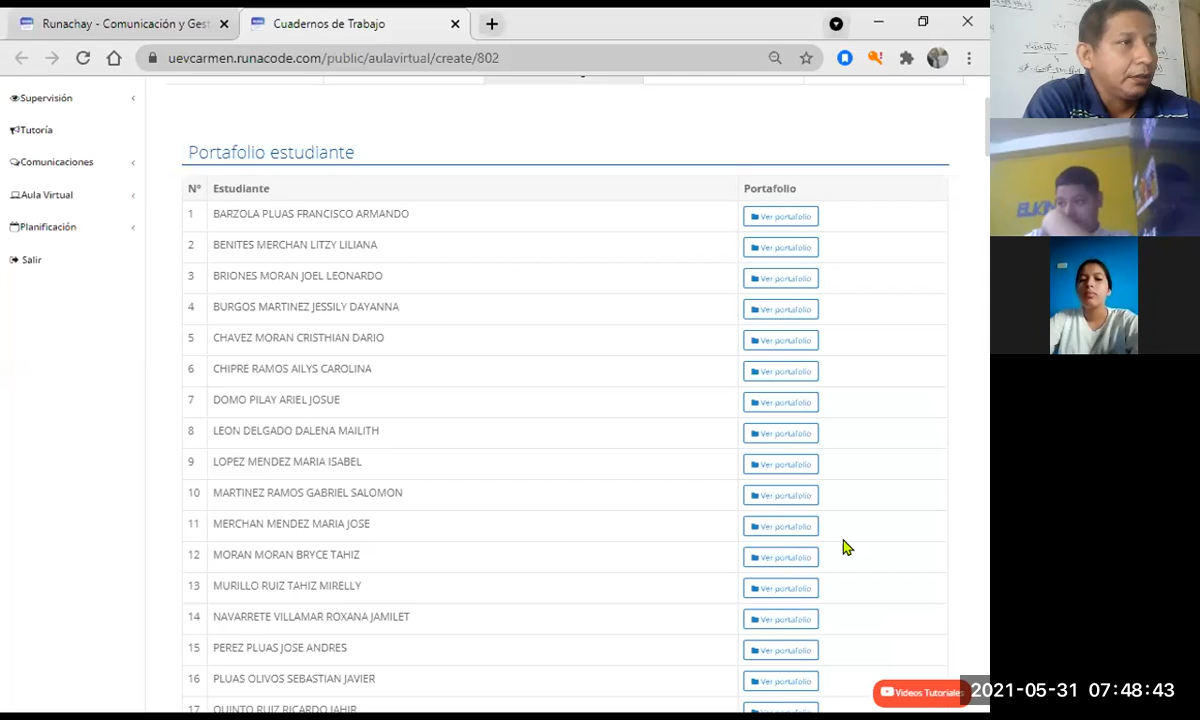 Runachay - Comunicación y Gest
Cuadernos de Trabajo
uevcarmen.runacode.com/public/aulavirtual/create/802
Supervisión
Tutoría
Comunicaciones
Aula Virtual
Planificación
Salir
Portafolio estudiante
N° Estudiante Portafolio
1 BARZOLA PLUAS FRANCISCO ARMANDO Ver portafolio
2 BENITES MERCHAN LITZY LILIANA Ver portafolio
3 BRIONES MORAN JOEL LEONARDO Ver portafolio
4 BURGOS MARTINEZ JESSILY DAYANNA Ver portafolio
5 CHAVEZ MORAN CRISTHIAN DARIO Ver portafolio
6 CHIPRE RAMOS AILYS CAROLINA Ver portafolio
7 DOMO PILAY ARIEL JOSUE Ver portafolio
8 LEON DELGADO DALENA MAILITH Ver portafolio
9 LOPEZ MENDEZ MARIA ISABEL Ver portafolio
10 MARTINEZ RAMOS GABRIEL SALOMON Ver portafolio
11 MERCHAN MENDEZ MARIA JOSE Ver portafolio
12 MORAN MORAN BRYCE TAHIZ Ver portafolio
13 MURILLO RUIZ TAHIZ MIRELLY Ver portafolio
14 NAVARRETE VILLAMAR ROXANA JAMILET Ver portafolio
15 PEREZ PLUAS JOSE ANDRES Ver portafolio
16 PLUAS OLIVOS SEBASTIAN JAVIER Ver portafolio
17 QUINTO RUIZ RICARDO JAHIR
Videos Tutoriales
2021-05-31 07:48:43